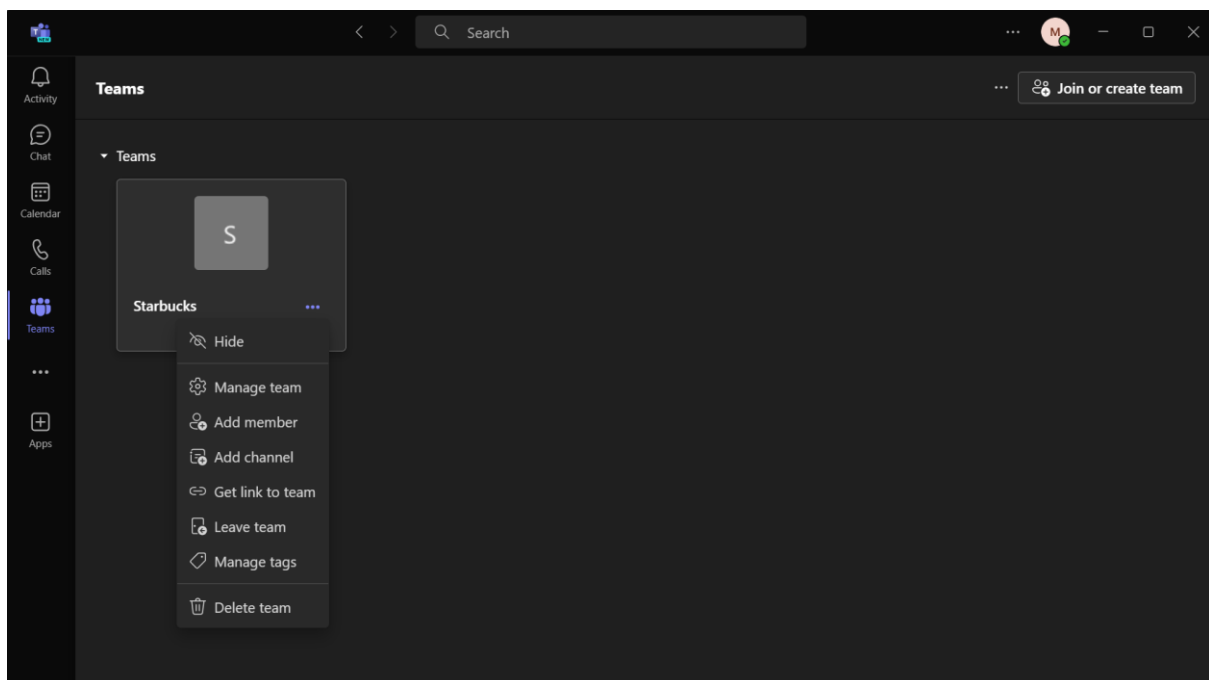 Search
M
Activity
Chat
Calendar
Calls
Teams
Apps
Teams
Join or create team
Teams
S
Starbucks
Hide
Manage team
Add member
Add channel
Get link to team
Leave team
Manage tags
Delete team